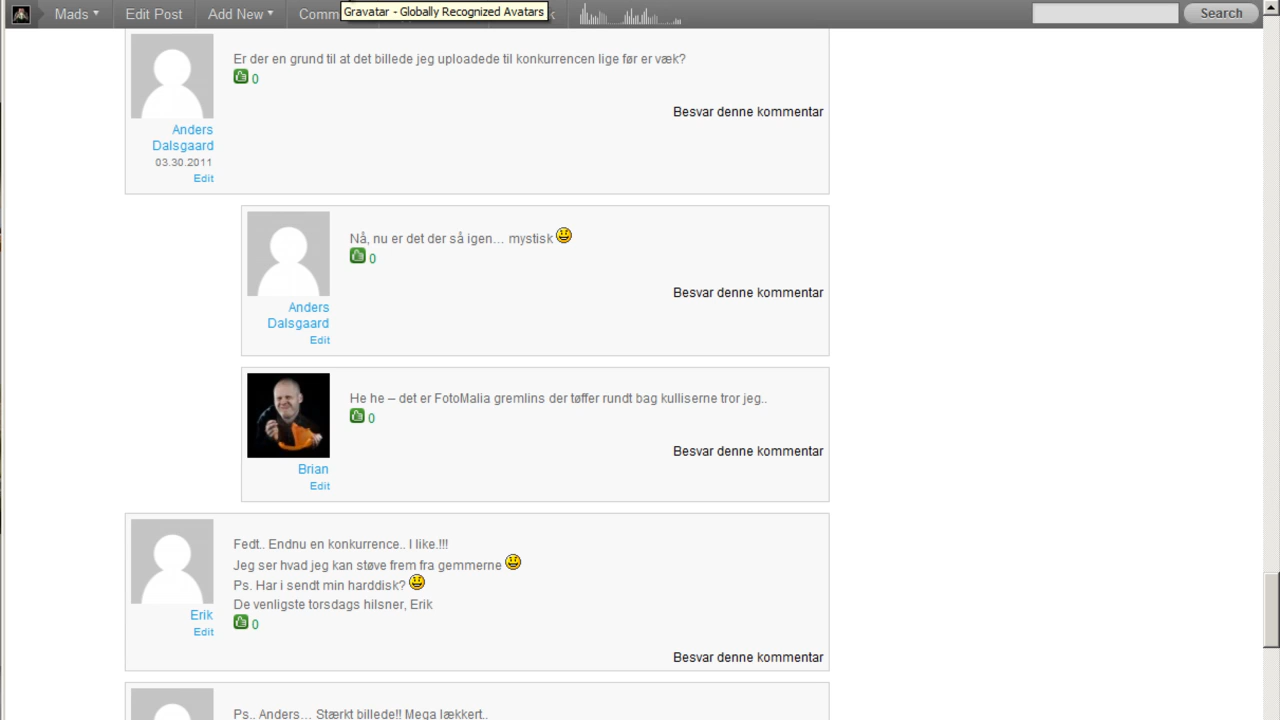 Mads
Edit Post
Add New
Comm
Gravatar - Globally Recognized Avatars
Search
Er der en grund til at det billede jeg uploadede til konkurrencen lige før er væk?
0
Besvar denne kommentar
Anders
Dalsgaard
03.30.2011
Edit
Nå, nu er det der så igen… mystisk
0
Besvar denne kommentar
Anders
Dalsgaard
Edit
He he – det er FotoMalia gremlins der tøffer rundt bag kulliserne tror jeg..
0
Besvar denne kommentar
Brian
Edit
Fedt.. Endnu en konkurrence.. I like.!!!
Jeg ser hvad jeg kan støve frem fra gemmerne
Ps. Har i sendt min harddisk?
De venligste torsdags hilsner, Erik
0
Erik
Edit
Besvar denne kommentar
Ps.. Anders… Stærkt billede!! Mega lækkert..